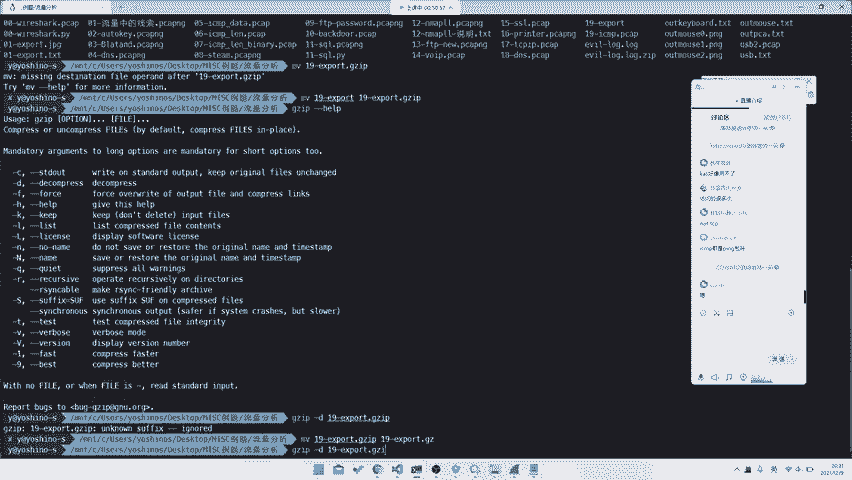 例题/流量分析
00-wireshark.pcap  01-流量中的线索.pcapng  05-icmp_data.pcap  09-ftp-password.pcapng  12-nmapll.pcapng  15-ssl.pcap  19-export  outkeyboard.txt  outmouse.txt
00-wireshark.py  02-autokey.pcapng  06-icmp_len.pcap  10-backdoor.pcap  12-nmapll-说明.txt  16-printer.pcapng  19-icmp.pcap  outmouse0.png  outpca.txt
01-export.jpg  03-Bland.pcapng  07-icmp_len_binary.pcap  11-sql.pcapng  13-ftp-new.pcapng  17-tcpip.pcap  evil-log.log  outmouse1.png  usb2.pcap
01-export.txt  04-dns.pcapng  08-steam.pcapng  11-sql.py  14-voip.pcap  18-dns.pcap  evil-log.log.zip  outmouse2.png  usb.txt
y@yoshino-s /mnt/c/Users/yoshinos/Desktop/MISC例题/流量分析 mv 19-export.gzip
mv: missing destination file operand after '19-export.gzip'
Try 'mv --help' for more information.
x y@yoshino-s /mnt/c/Users/yoshinos/Desktop/MISC例题/流量分析 mv 19-export 19-export.gzip
y@yoshino-s /mnt/c/Users/yoshinos/Desktop/MISC例题/流量分析 gzip --help
Usage: gzip [OPTION]... [FILE]...
Compress or uncompress FILEs (by default, compress FILES in-place).
Mandatory arguments to long options are mandatory for short options too.
-c, --stdout write on standard output, keep original files unchanged
-d, --decompress decompress
-f, --force force overwrite of output file and compress links
-h, --help give this help
-k, --keep keep (don't delete) input files
-l, --list list compressed file contents
-L, --license display software license
-n, --no-name do not save or restore the original name and timestamp
-N, --name save or restore the original name and timestamp
-q, --quiet suppress all warnings
-r, --recursive operate recursively on directories
--rsyncable make rsync-friendly archive
-S, --suffix=SUF use suffix SUF on compressed files
--synchronous synchronous output (safer if system crashes, but slower)
-t, --test test compressed file integrity
-v, --verbose verbose mode
-V, --version display version number
-1, --fast compress faster
-9, --best compress better
With no FILE, or when FILE is -, read standard input.
Report bugs to <bug-gzip@gnu.org>.
y@yoshino-s /mnt/c/Users/yoshinos/Desktop/MISC例题/流量分析 gzip -d 19-export.gzip
gzip: 19-export.gzip: unknown suffix -- ignored
y@yoshino-s /mnt/c/Users/yoshinos/Desktop/MISC例题/流量分析 mv 19-export.gzip 19-export.gz
y@yoshino-s /mnt/c/Users/yoshinos/Desktop/MISC例题/流量分析 gzip -d 19-export.gzi